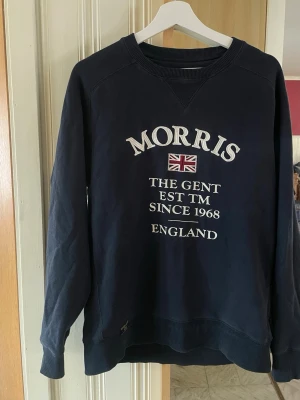 MORRIS
THE GENT
EST TM
SINCE 1968
ENGLAND